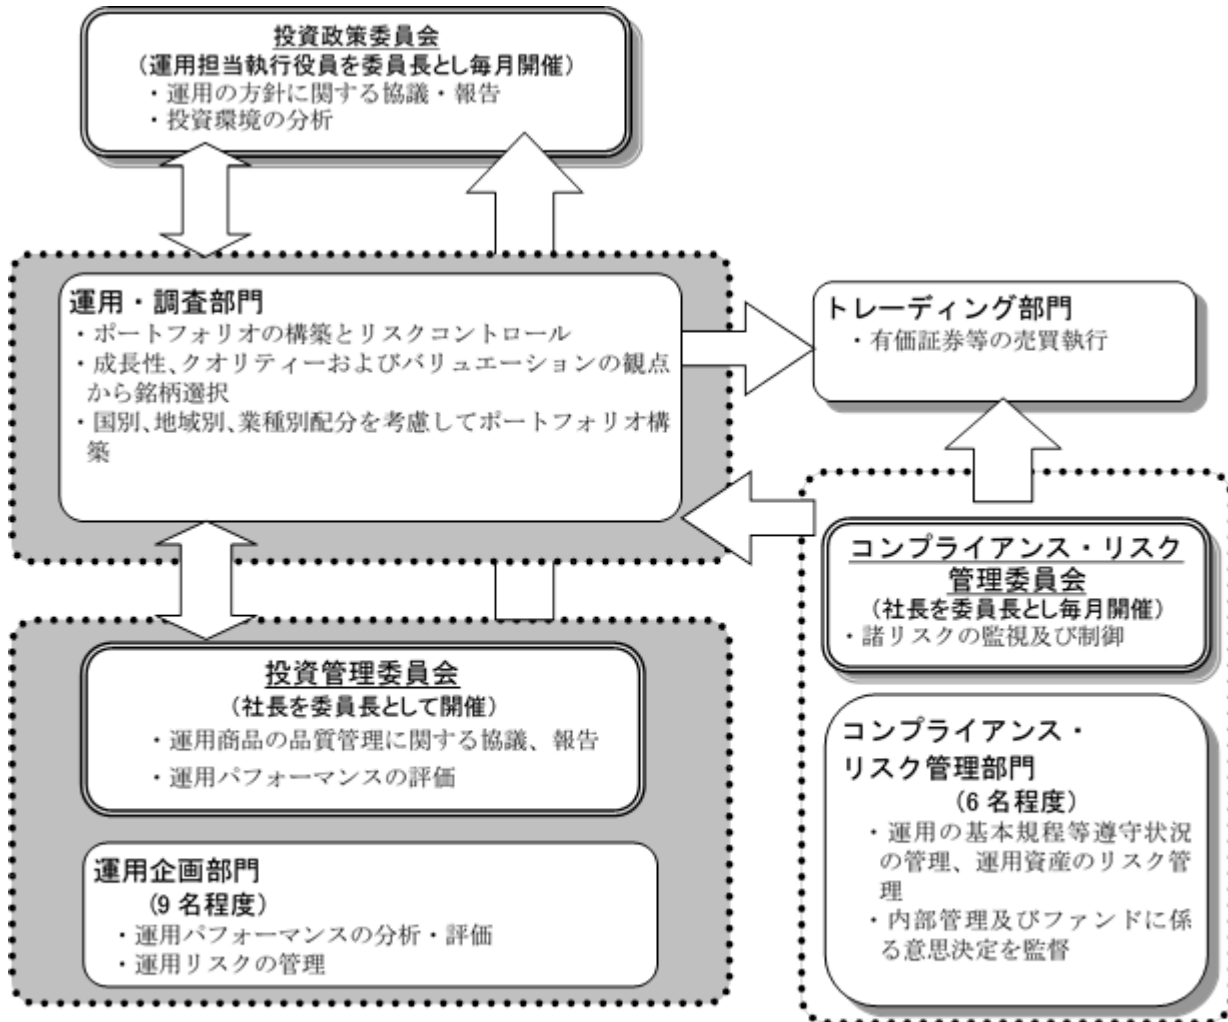 投資政策委員会
(運用担当執行役員を委員長とし毎月開催)
・運用の方針に関する協議・報告
・投資環境の分析
運用・調査部門
・ポートフォリオの構築とリスクコントロール
・成長性、クオリティーおよびバリュエーションの観点
から銘柄選択
・国別、地域別、業種別配分を考慮してポートフォリオ構
築
トレーディング部門
・有価証券等の売買執行
コンプライアンス・リスク
管理委員会
(社長を委員長とし毎月開催)
・諸リスクの監視及び制御
投資管理委員会
(社長を委員長として開催)
・運用商品の品質管理に関する協議、報告
・運用パフォーマンスの評価
運用企画部門
(9 名程度)
・運用パフォーマンスの分析・評価
・運用リスクの管理
コンプライアンス・
リスク管理部門
(6 名程度)
・運用の基本規程等遵守状況
の管理、運用資産のリスク管
理
・内部管理及びファンドに係
る意思決定を監督